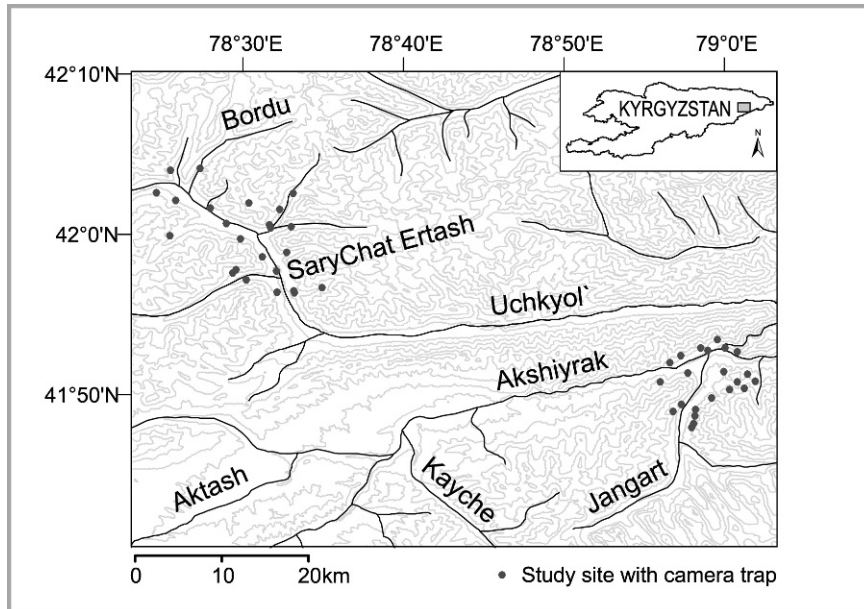 78°30'E 78°40'E 78°50'E 79°0'E
42°10'N
42°0'N
41°50'N
KYRGYZSTAN
N
Bordu
SaryChat Ertash
Uchkyol`
Akshiyrak
Aktash
Kayche
Jangart
0 10 20km
Study site with camera trap